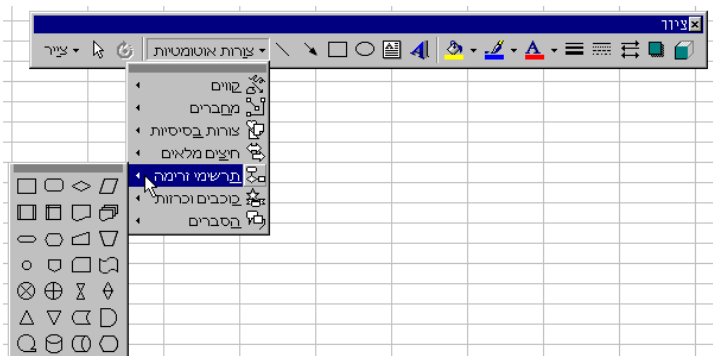 ציור
צייר
צורות אוטומטיות
A
A
קווים
מחברים
צורות בסיסיות
חיצים מלאים
תרשימי זרימה
כוכבים וכרזות
הסברים